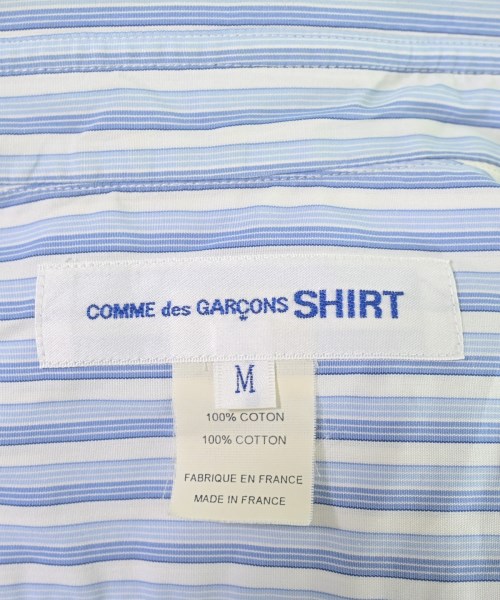 COMME des GARÇONS SHIRT
M
100% COTON
100% COTTON
FABRIQUE EN FRANCE
MADE IN FRANCE